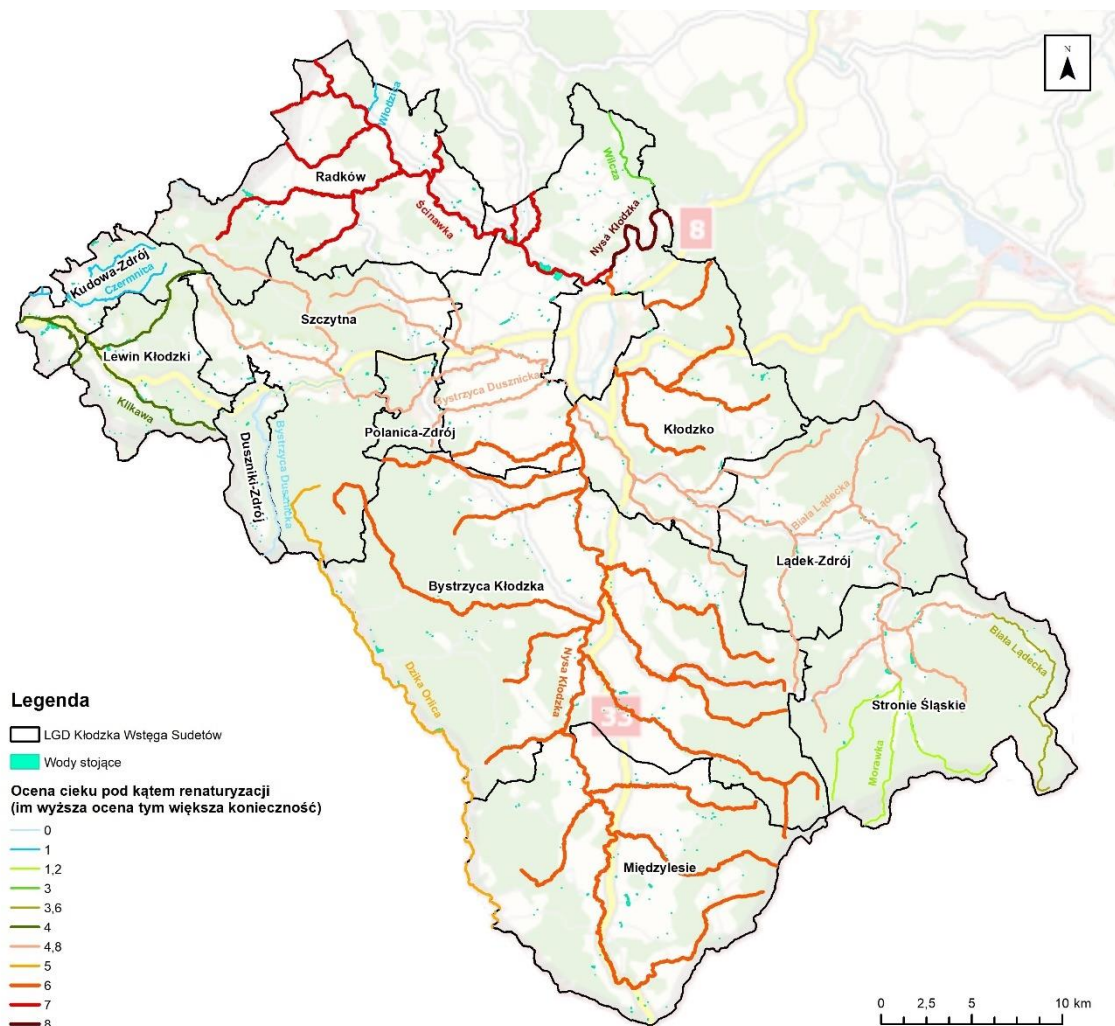 N
Włodzica
Wilcza
Radków
Ścinawka
Nysa Kłodzka
8
Kudowa-Zdrój
Czermnica
Szczytna
Lewin Kłodzki
Bystrzyca Dusznicka
Klikawa
Polanica-Zdrój
Kłodzko
Duszniki-Zdrój
Bystrzyca Dusznicka
Biała Lądecka
Lądek-Zdrój
Bystrzyca Kłodzka
Dzika Orlica
Nysa Kłodzka
Biała Lądecka
Stronie Śląskie
33
Morawka
Międzylesie
Legenda
LGD Kłodzka Wstęga Sudetów
Wody stojące
Ocena cieku pod kątem renaturyzacji
(im wyższa ocena tym większa konieczność)
0
1
1,2
3
3,6
4
4,8
5
6
7
8
0 2,5 5 10 km